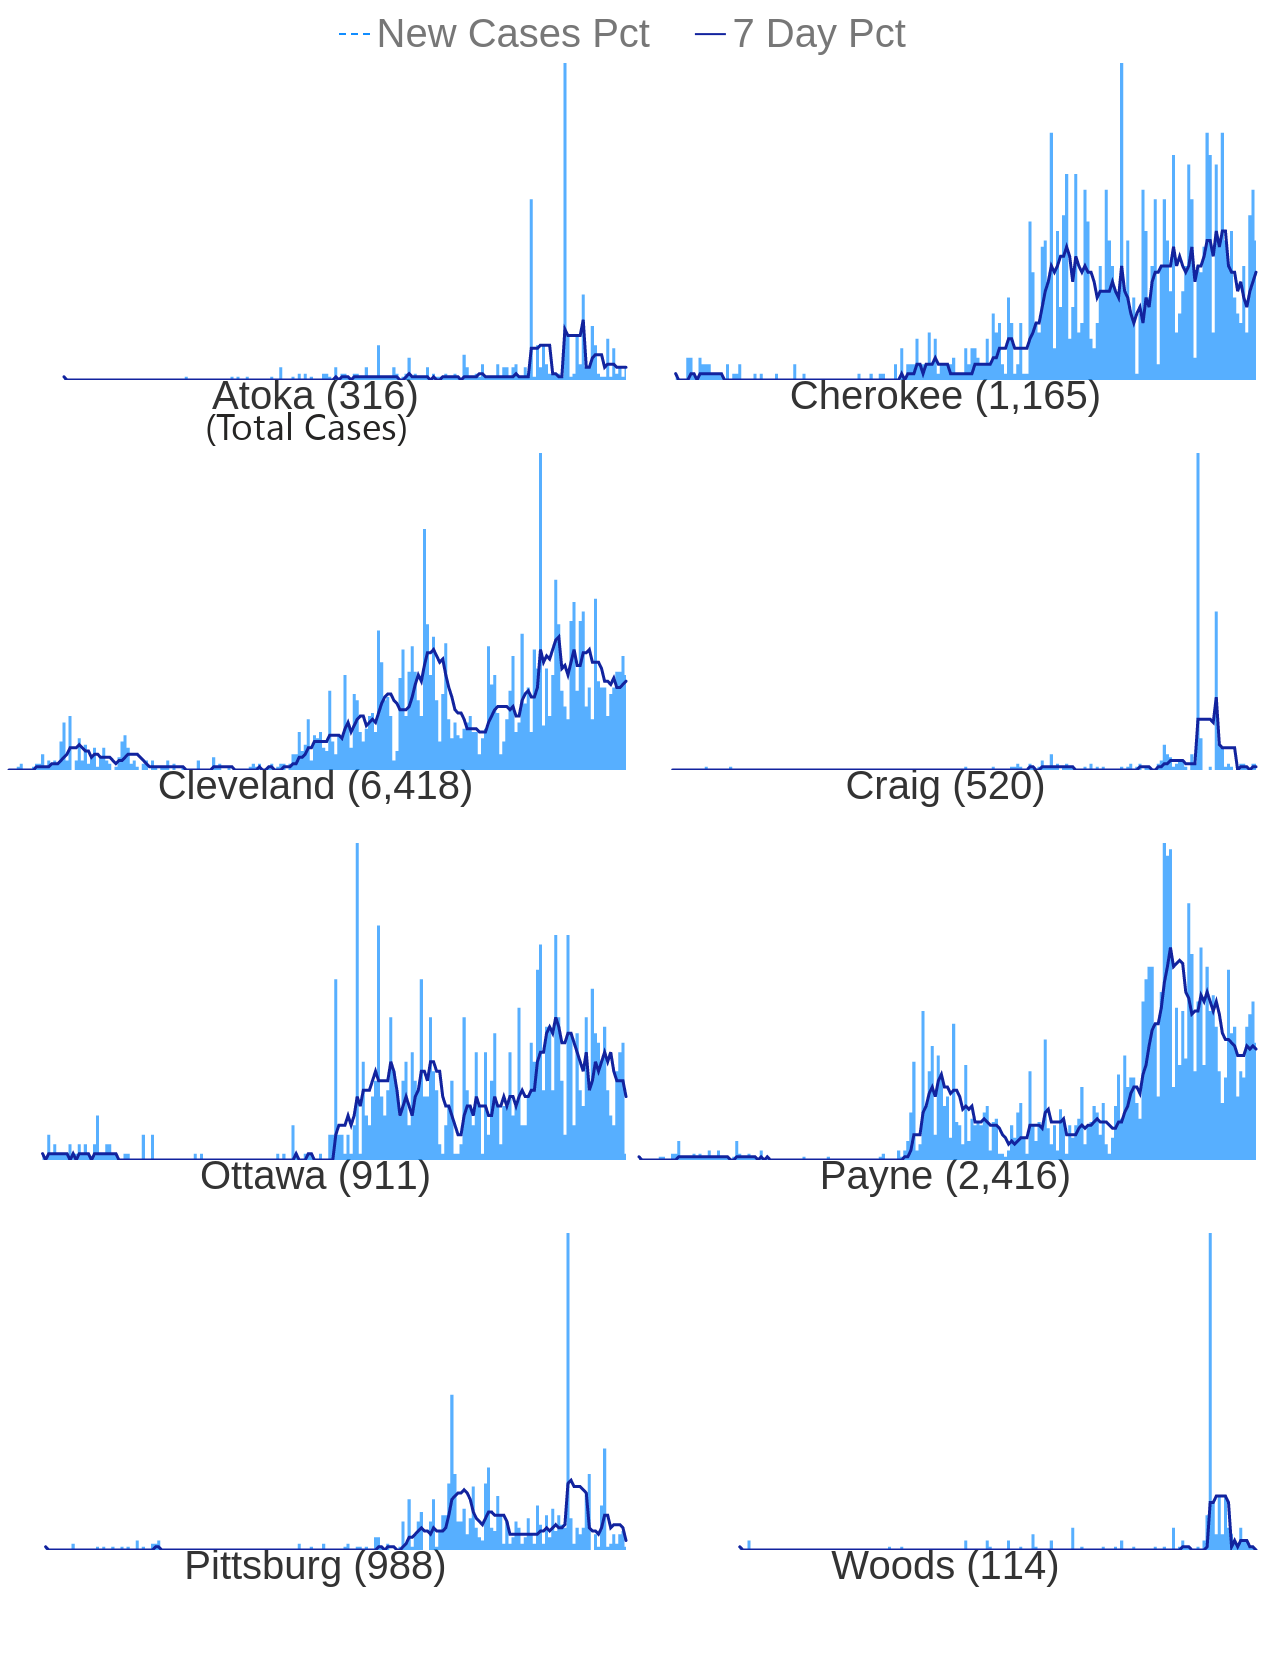 New Cases Pct 7 Day Pct
Atoka (316) Cherokee (1,165)
(Total Cases)
Cleveland (6,418) Craig (520)
Ottawa (911) Payne (2,416)
Pittsburg (988) Woods (114)